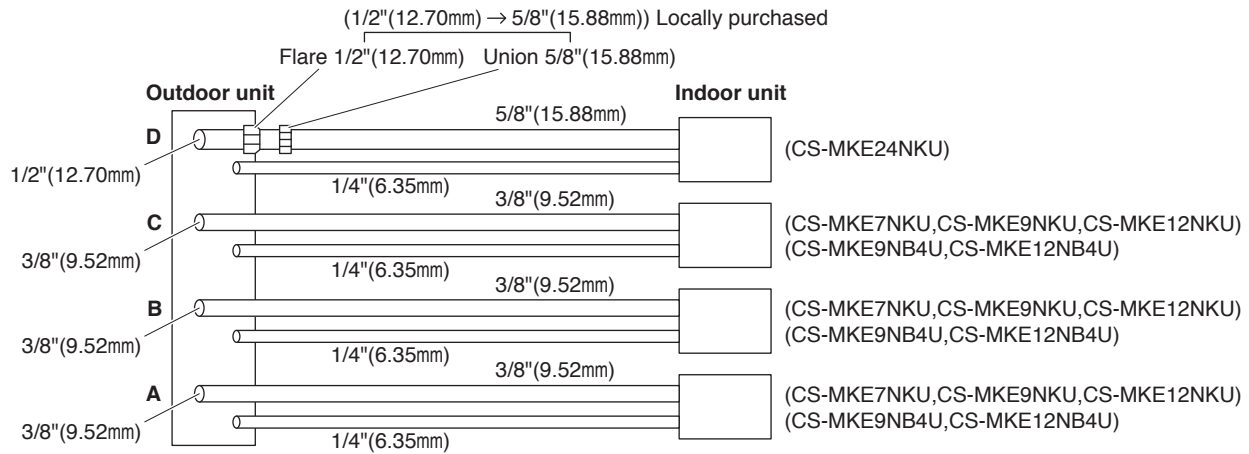 (1/2"(12.70mm) → 5/8"(15.88mm)) Locally purchased
Flare 1/2"(12.70mm) Union 5/8"(15.88mm)
Outdoor unit
Indoor unit
5/8"(15.88mm)
D
(CS-MKE24NKU)
1/2"(12.70mm)
1/4"(6.35mm)
3/8"(9.52mm)
C
(CS-MKE7NKU,CS-MKE9NKU,CS-MKE12NKU)
(CS-MKE9NB4U,CS-MKE12NB4U)
3/8"(9.52mm)
1/4"(6.35mm)
3/8"(9.52mm)
B
(CS-MKE7NKU,CS-MKE9NKU,CS-MKE12NKU)
(CS-MKE9NB4U,CS-MKE12NB4U)
3/8"(9.52mm)
1/4"(6.35mm)
3/8"(9.52mm)
A
(CS-MKE7NKU,CS-MKE9NKU,CS-MKE12NKU)
(CS-MKE9NB4U,CS-MKE12NB4U)
3/8"(9.52mm)
1/4"(6.35mm)